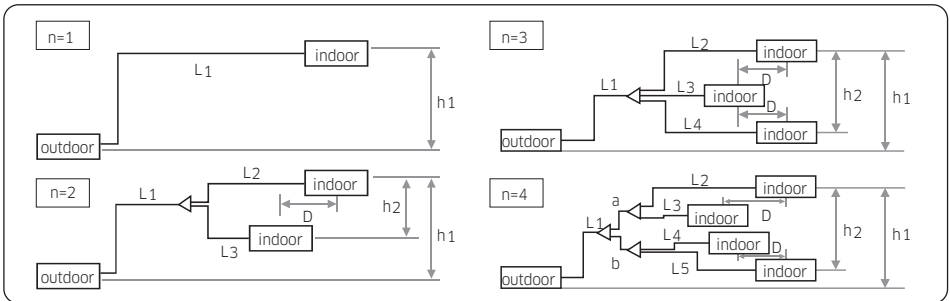 n=1
indoor
L1
h1
outdoor
n=2
L1
L2
indoor
D
h2
h1
indoor
L3
outdoor
n=3
L2
indoor
D
L1
L3
indoor
h2
h1
D
L4
indoor
outdoor
n=4
L2
indoor
a
L3
indoor
D
L1
h2
h1
L4
indoor
D
b
L5
indoor
outdoor